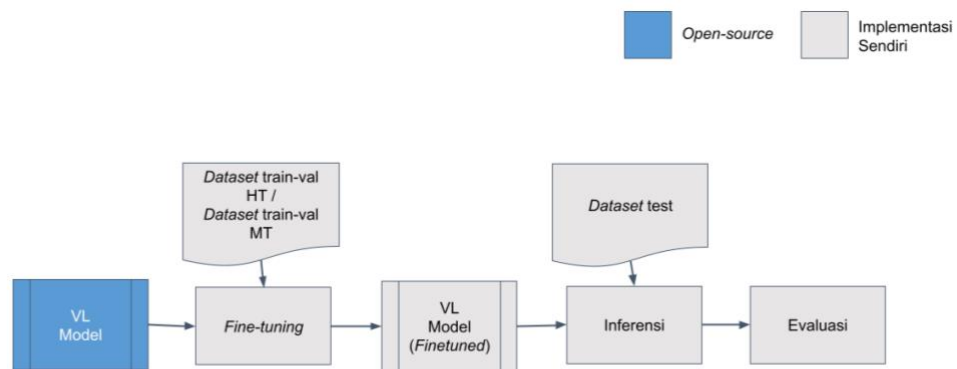 Open-source
Implementasi
Sendiri
Dataset train-val
HT /
Dataset train-val
MT
Dataset test
VL
Model
Fine-tuning
VL
Model
(Finetuned)
Inferensi
Evaluasi